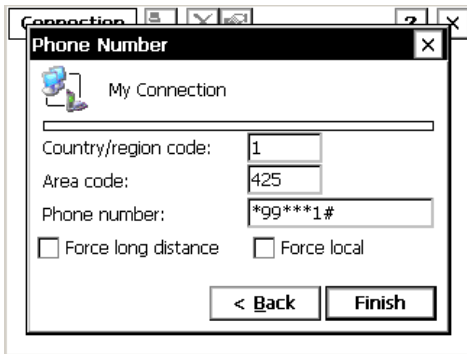 Connection ? ×
Phone Number ×
My Connection
Country/region code: 1
Area code: 425
Phone number: *99***1#
Force long distance Force local
< Back Finish